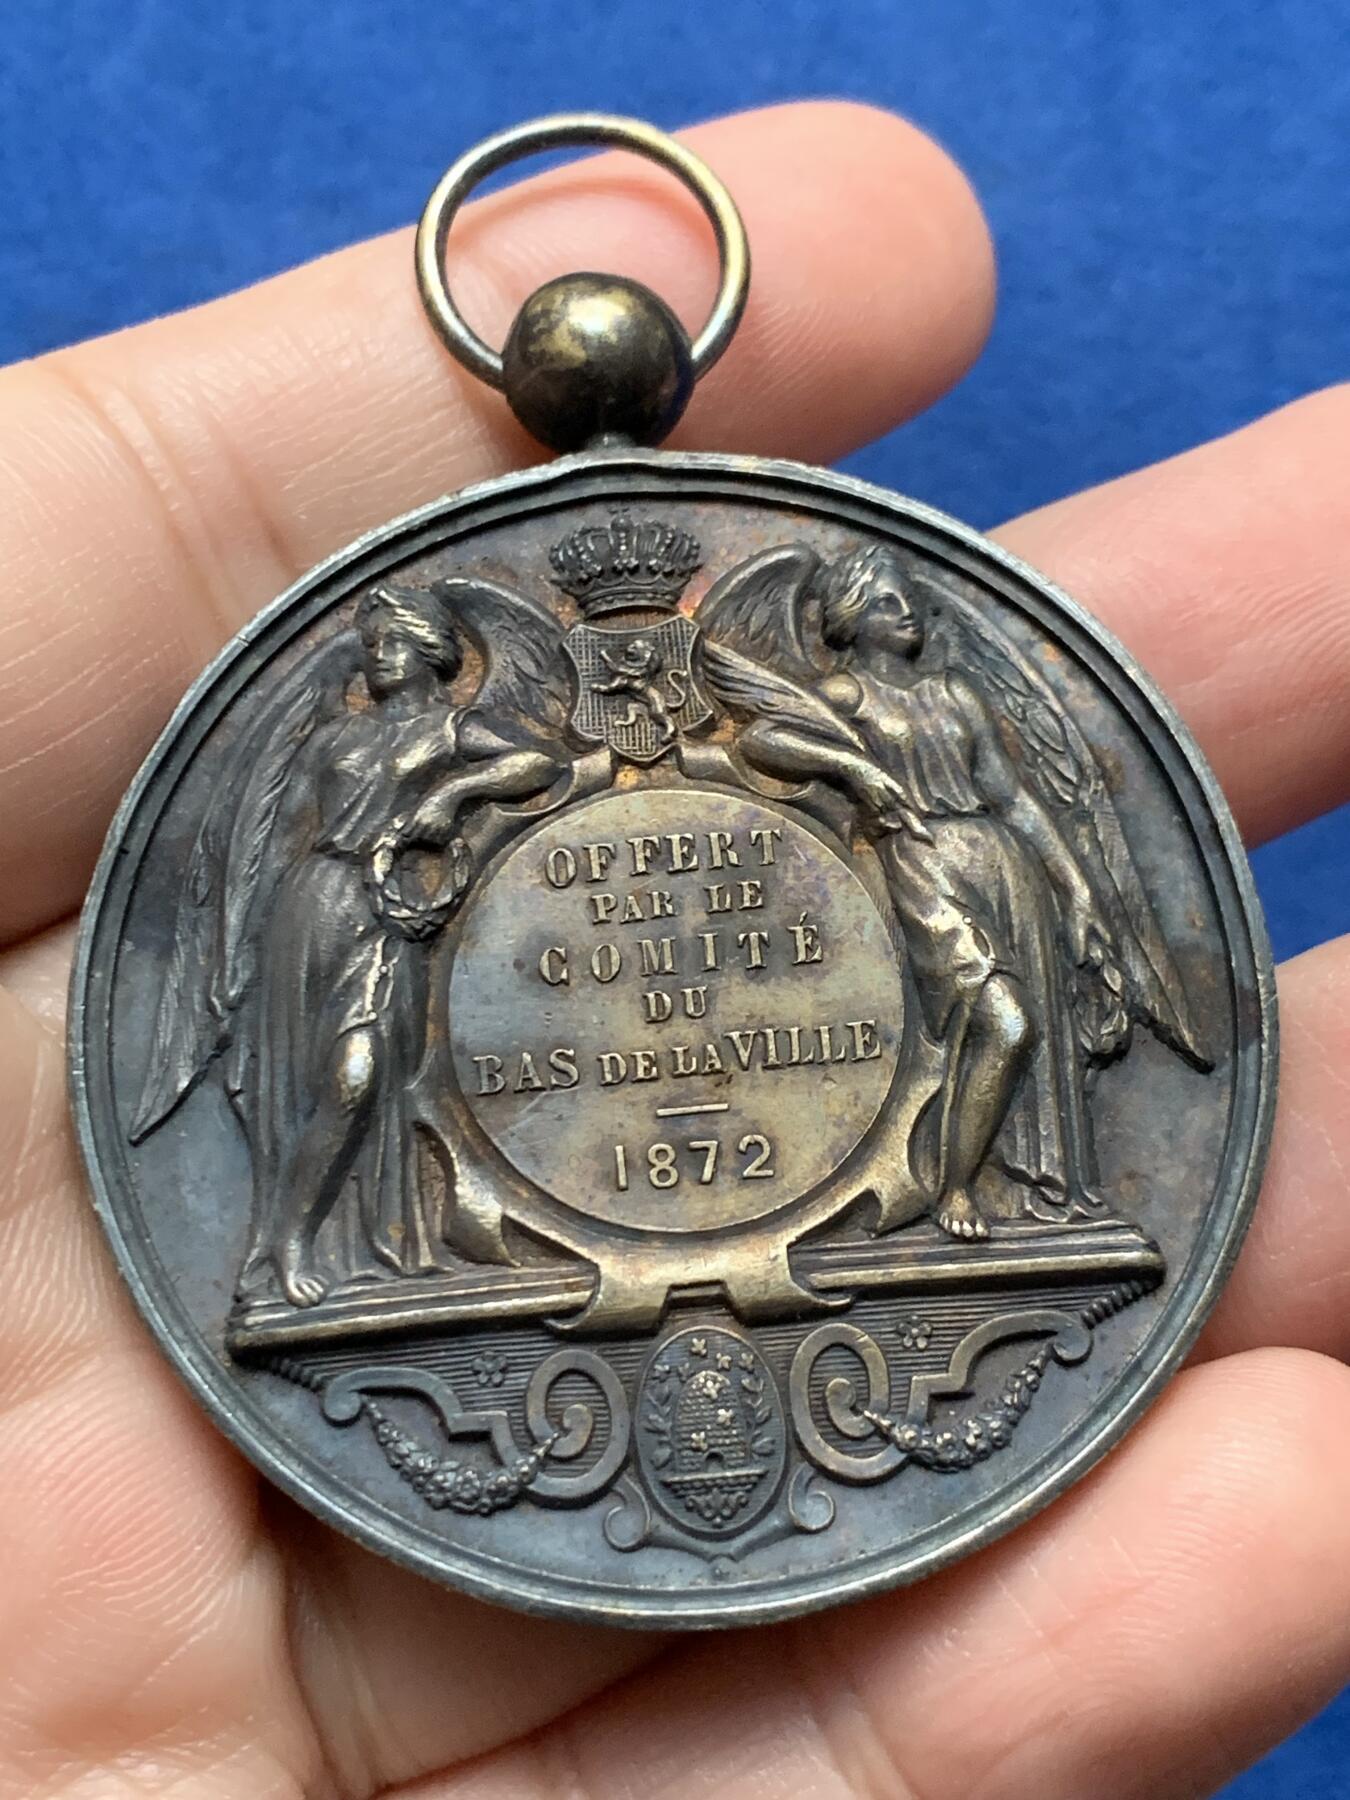 S
OFFERT
PAR LE
COMITÉ
DU
BAS DE LA VILLE
1872